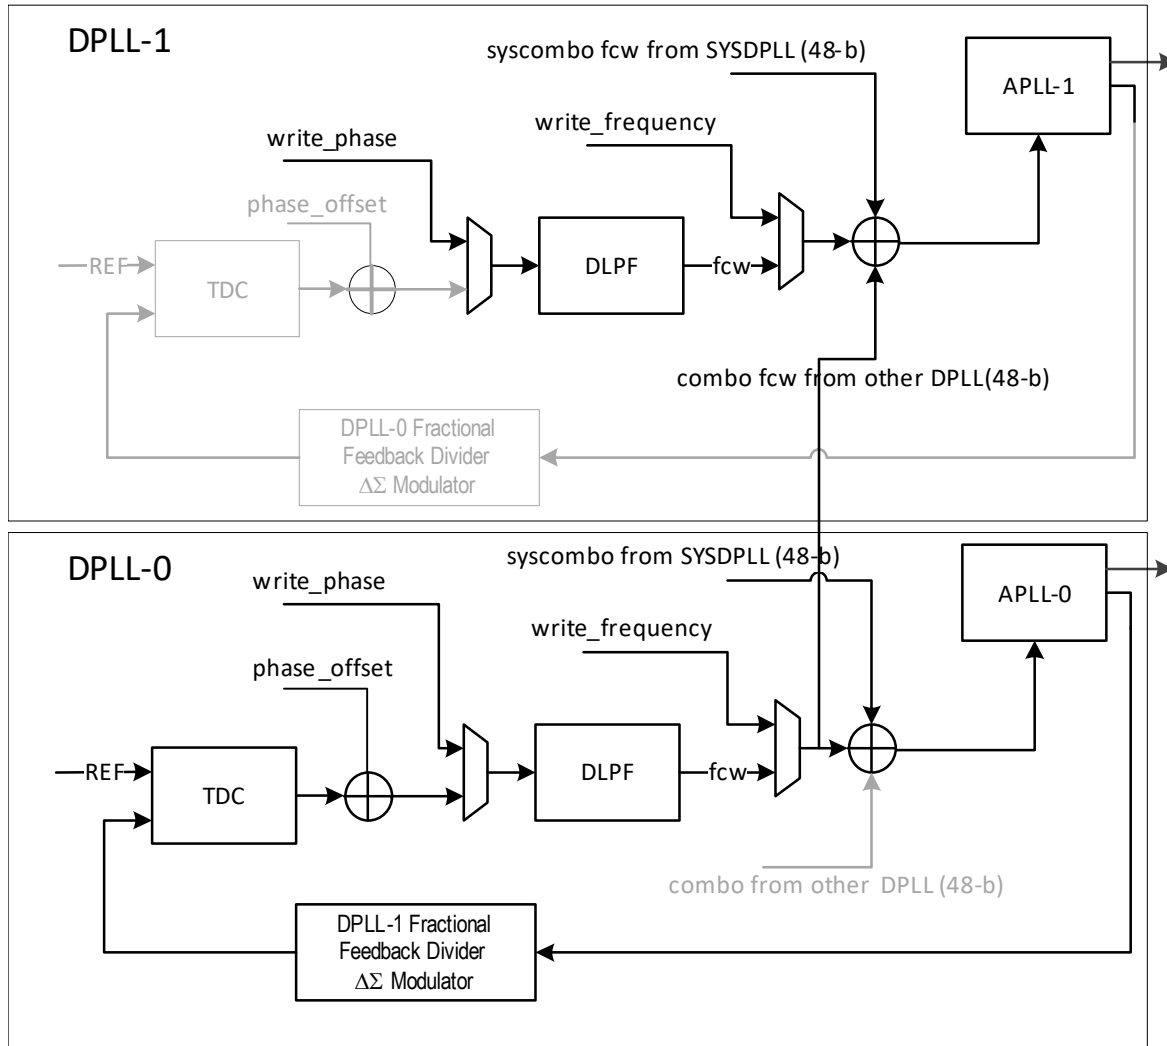 DPLL-1
syscombo fcw from SYSDPLL (48-b)
APLL-1
write_frequency
write_phase
phase_offset
REF
TDC
DLPF
fcw
combo fcw from other DPLL(48-b)
DPLL-0 Fractional
Feedback Divider
ΔΣ Modulator
DPLL-0
syscombo from SYSDPLL (48-b)
APLL-0
write_phase
write_frequency
phase_offset
REF
TDC
DLPF
fcw
combo from other DPLL (48-b)
DPLL-1 Fractional
Feedback Divider
ΔΣ Modulator